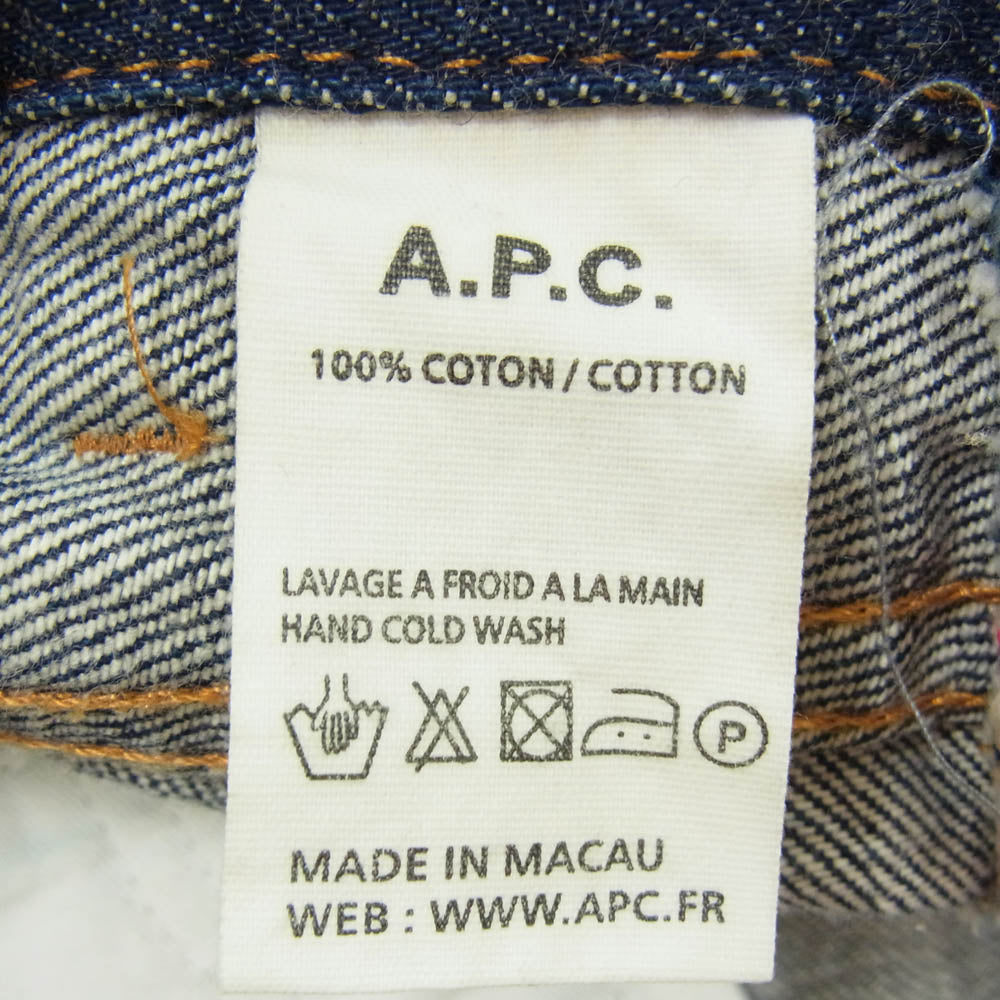 A.P.C.
100% COTON / COTTON
LAVAGE A FROID A LA MAIN
HAND COLD WASH
P
MADE IN MACAU
WEB : WWW.APC.FR